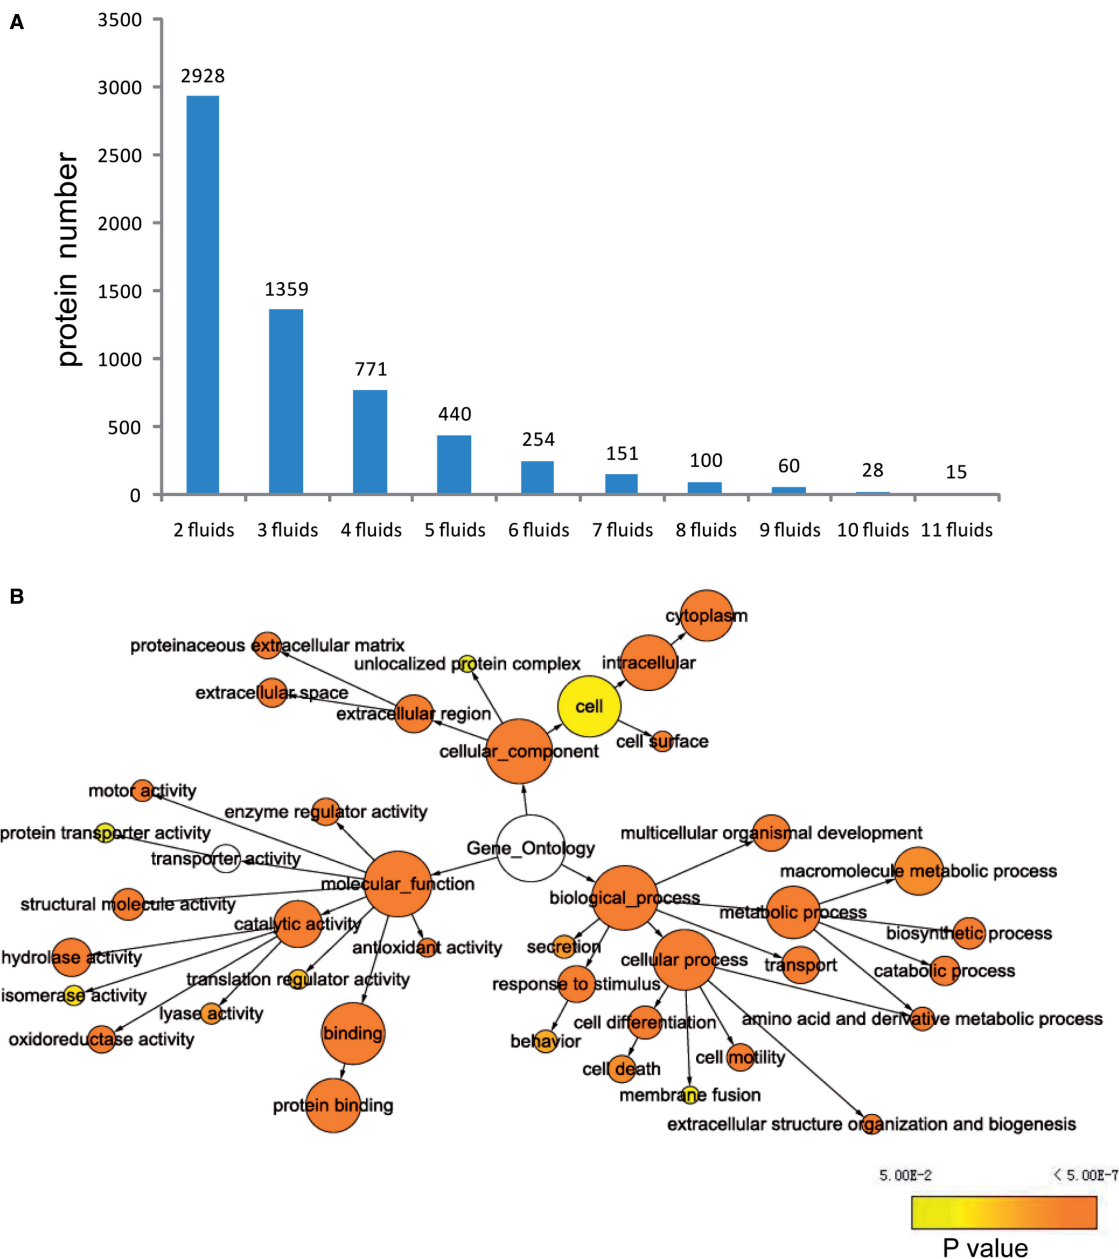 A
3500
3000
2500
2000
1500
1000
500
0
protein number
2928
1359
771
440
254
151
100
60
28
15
2 fluids
3 fluids
4 fluids
5 fluids
6 fluids
7 fluids
8 fluids
9 fluids
10 fluids
11 fluids
B
cytoplasm
proteinaceous extracellular matrix
unlocalized protein complex
intracellular
extracellular space
extracellular region
cell
cell surface
cellular_component
motor activity
enzyme regulator activity
protein transporter activity
transporter activity
Gene_Ontology
multicellular organismal development
macromolecule metabolic process
molecular_function
biological_process
structural molecule activity
catalytic activity
metabolic process
biosynthetic process
antioxidant activity
secretion
hydrolase activity
cellular process
transport
catabolic process
translation regulator activity
response to stimulus
isomerase activity
lyase activity
cell differentiation
amino acid and derivative metabolic process
oxidoreductase activity
binding
behavior
cell motility
cell death
membrane fusion
protein binding
extracellular structure organization and biogenesis
5.00E-2
< 5.00E-7
P value